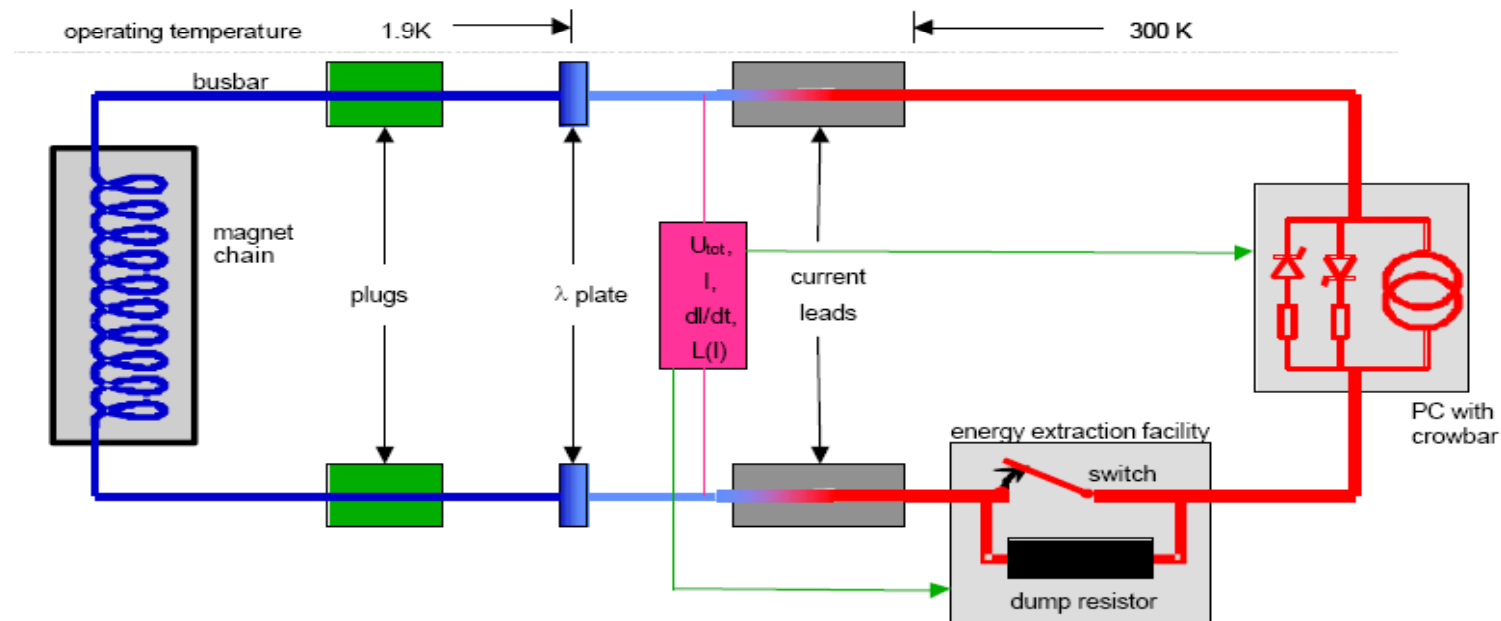 operating temperature 1.9K 300 K
busbar
magnet
chain
plugs
λ plate
Utot,
I,
dI/dt,
L(I)
current
leads
PC with
crowbar
energy extraction facility
switch
dump resistor